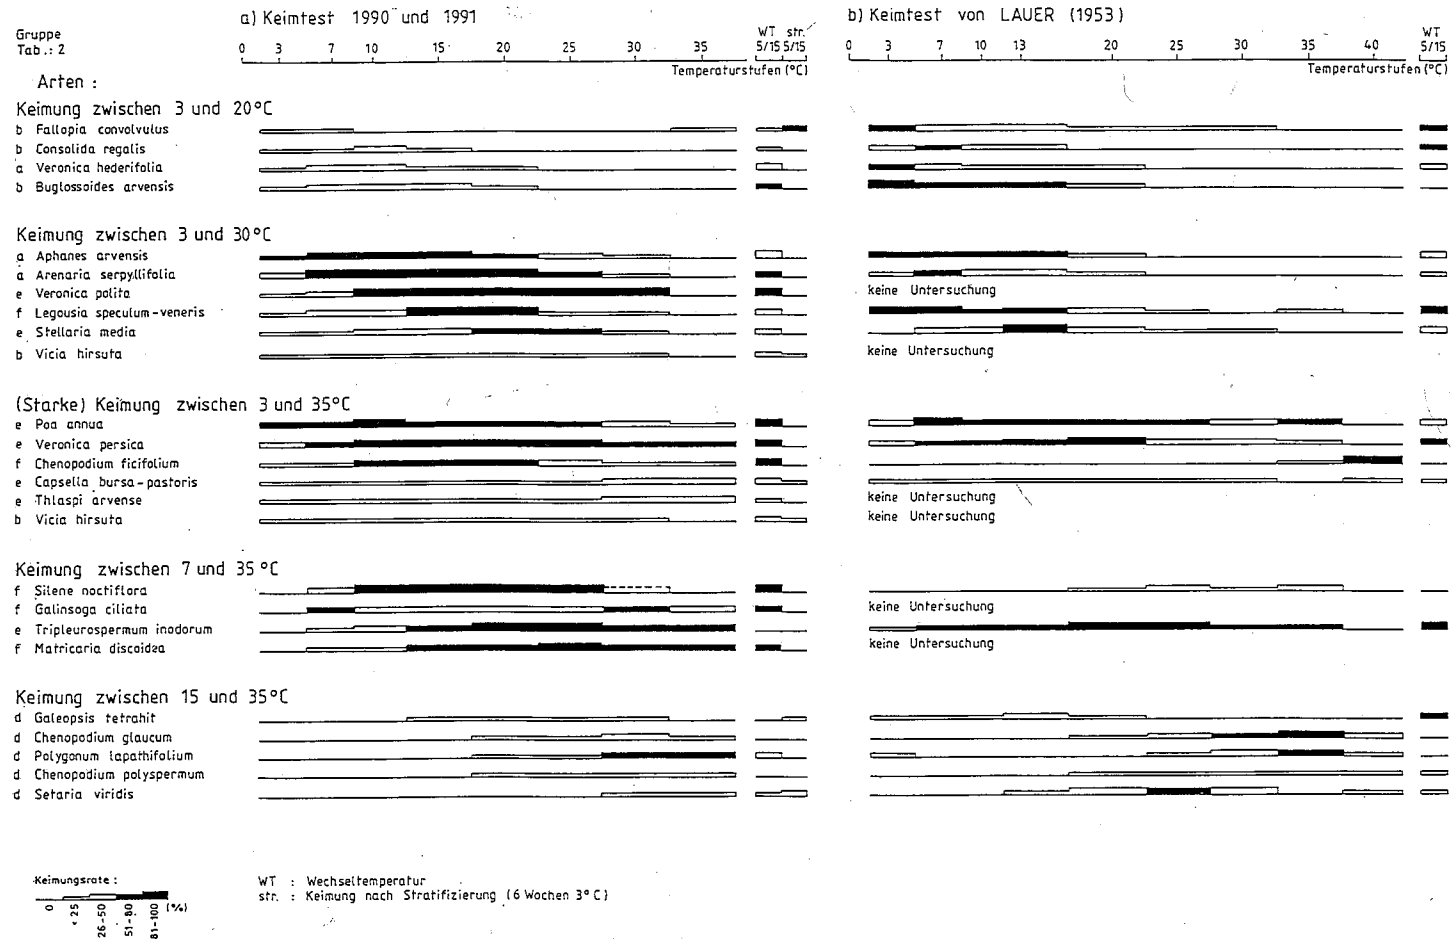 a) Keimtest 1990 und 1991
b) Keimtest von LAUER (1953)
Gruppe
Tab.: 2
WT str.
5/15 5/15
WT
5/15
0 3 7 10 15 20 25 30 35
0 3 7 10 13 20 25 30 35 40
Temperaturstufen (°C)
Temperaturstufen (°C)
Arten :
Keimung zwischen 3 und 20°C
b Fallopia convolvulus
b Consolida regalis
a Veronica hederifolia
b Buglossoides arvensis
Keimung zwischen 3 und 30°C
a Aphanes arvensis
a Arenaria serpyllifolia
e Veronica polita keine Untersuchung
f Legousia speculum-veneris
e Stellaria media
b Vicia hirsuta keine Untersuchung
(Starke) Keimung zwischen 3 und 35°C
e Poa annua
e Veronica persica
f Chenopodium ficifolium
e Capsella bursa-pastoris
e Thlaspi arvense keine Untersuchung
b Vicia hirsuta keine Untersuchung
Keimung zwischen 7 und 35°C
f Silene noctiflora
f Galinsoga ciliata keine Untersuchung
e Tripleurospermum inodorum
f Matricaria discoidea keine Untersuchung
Keimung zwischen 15 und 35°C
d Galeopsis tetrahit
d Chenopodium glaucum
d Polygonum lapathifolium
d Chenopodium polyspermum
d Setaria viridis
Keimungsrate :
0 < 25 26-50 51-80 81-100 (%)
WT : Wechseltemperatur
str. : Keimung nach Stratifizierung (6 Wochen 3°C)